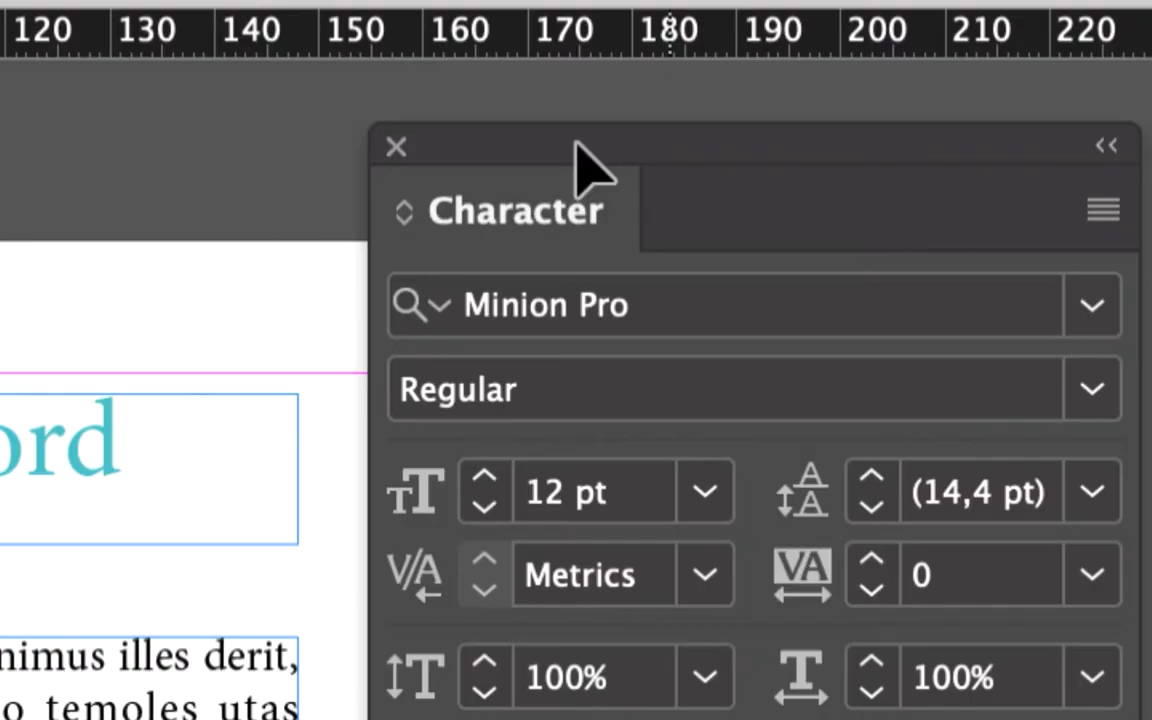 120 130 140 150 160 170 180 190 200 210 220
Character
Minion Pro
Regular
12 pt (14,4 pt)
Metrics 0
100% 100%
ord
nimus illes derit,
o temoles utas